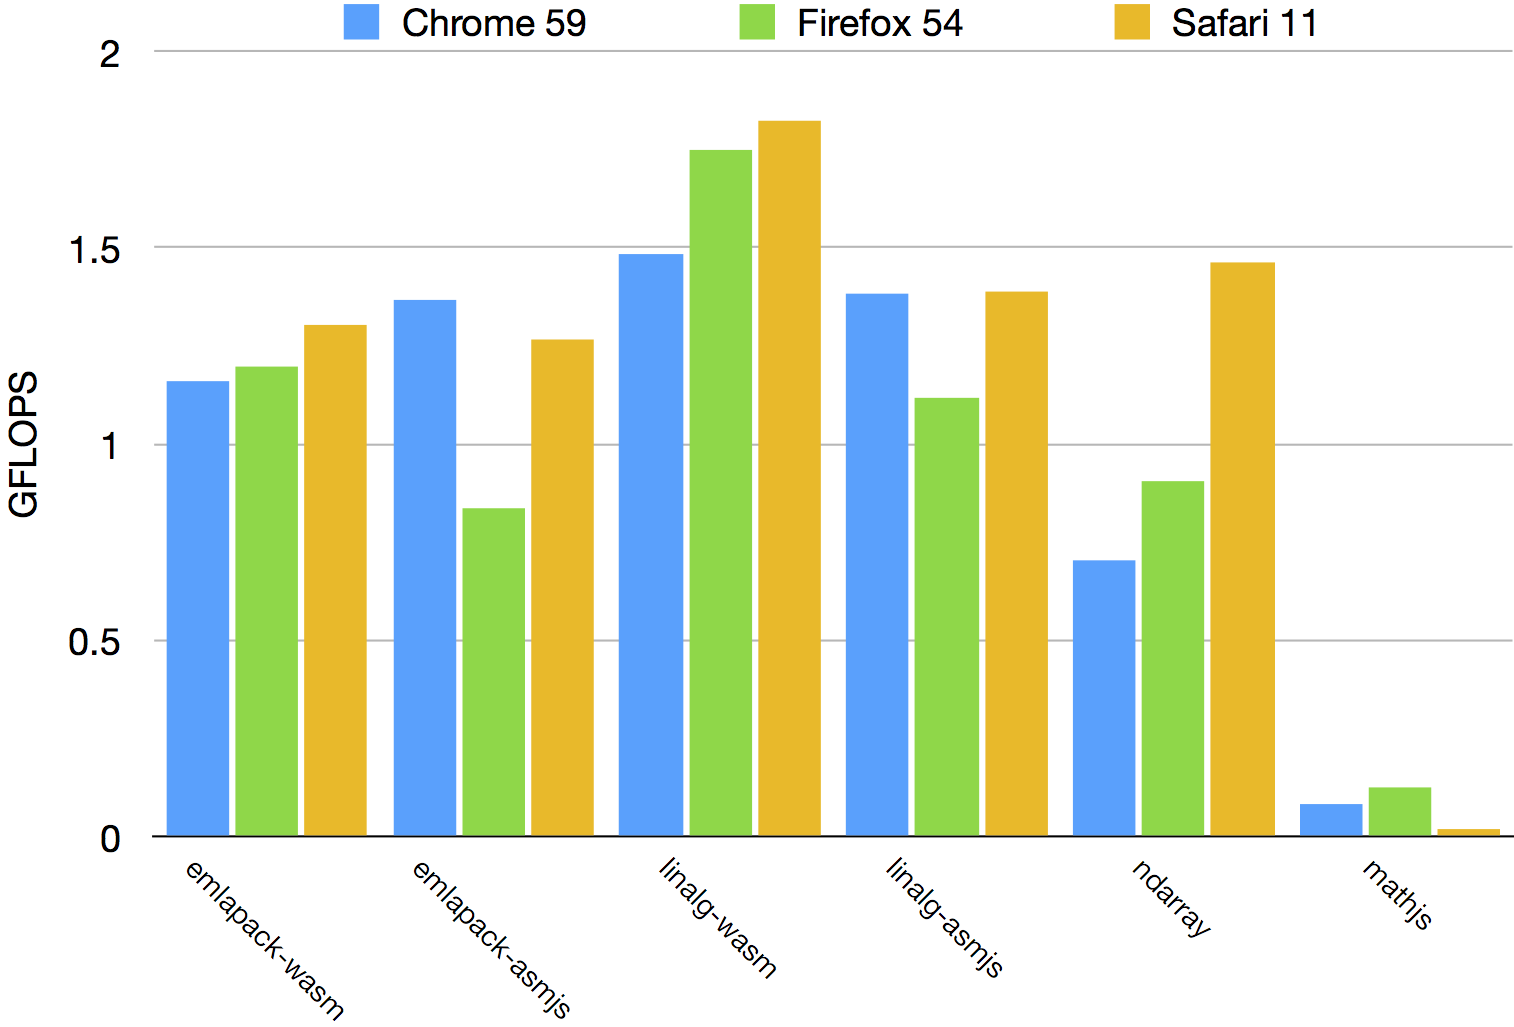 Chrome 59 Firefox 54 Safari 11
2
1.5
1
0.5
0
GFLOPS
emlapack-wasm
emlapack-asmjs
linalg-wasm
linalg-asmjs
ndarray
mathjs